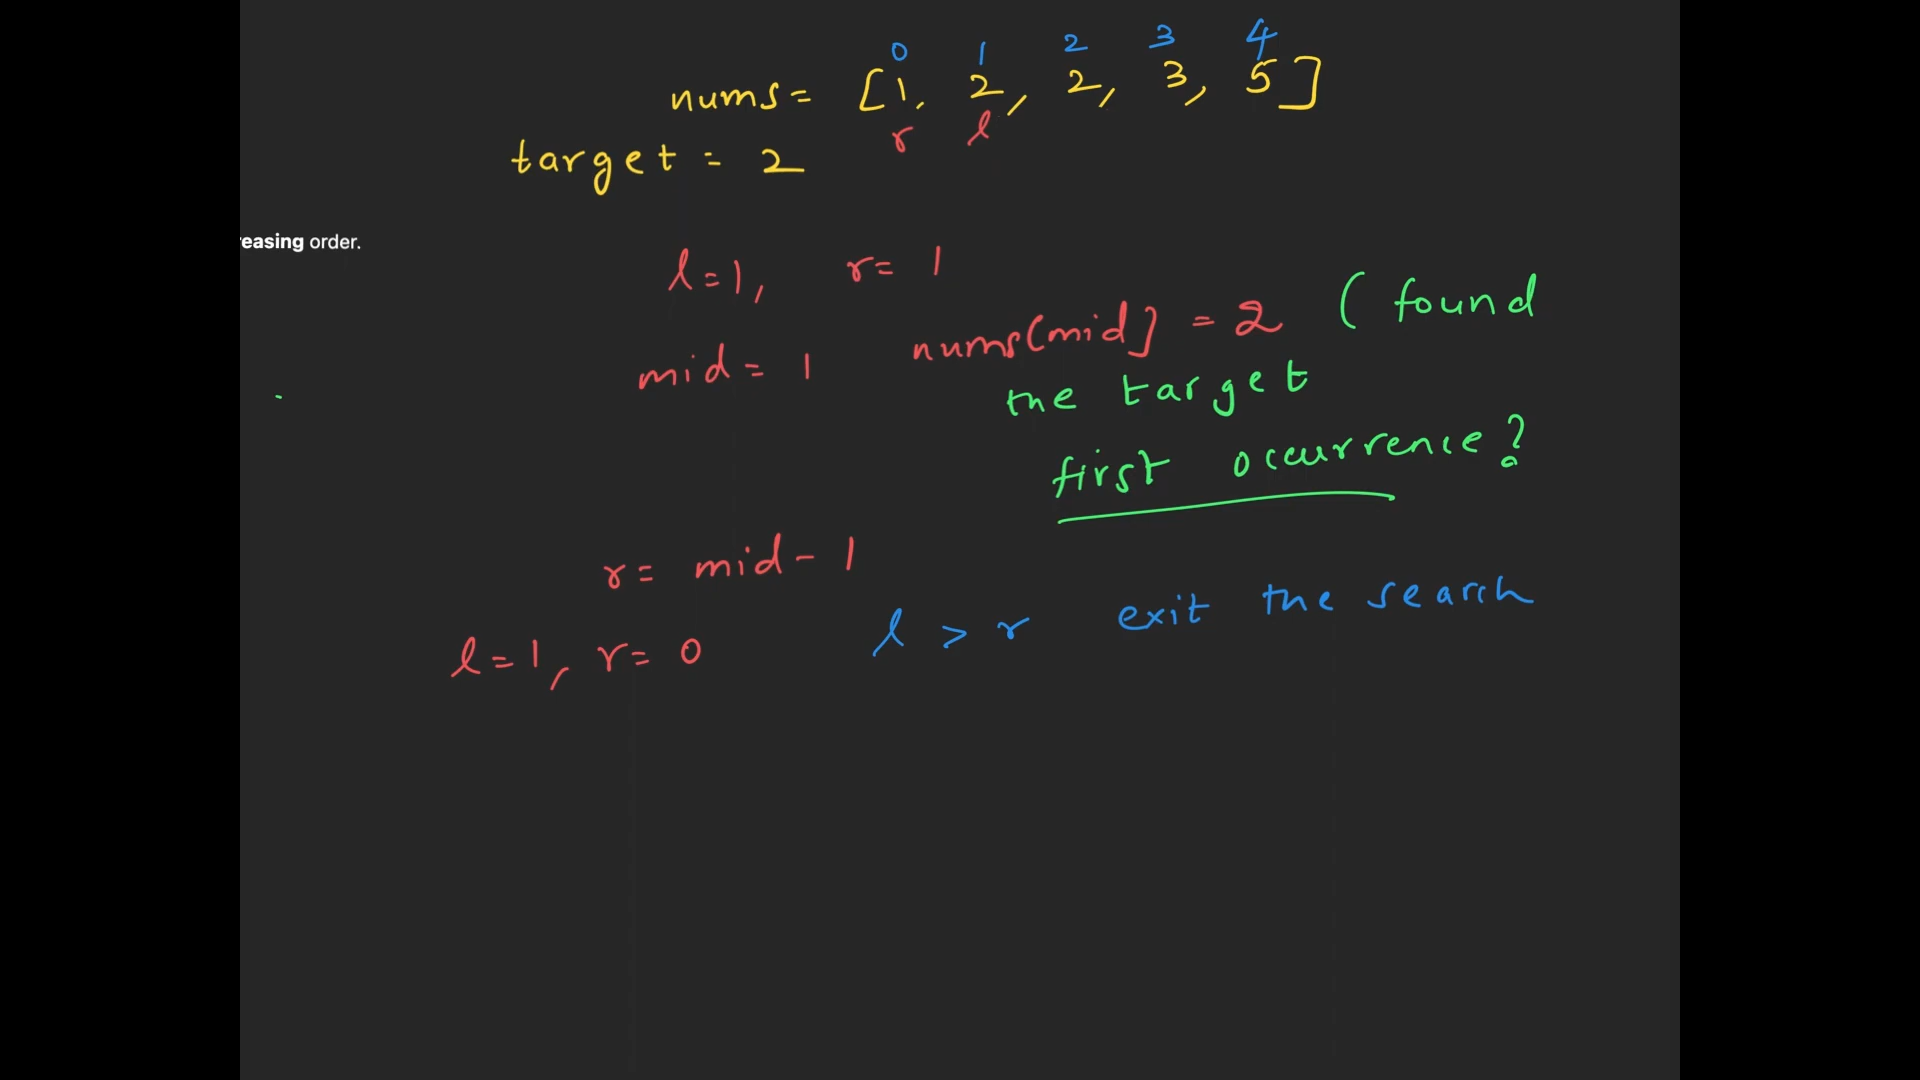 0 1 2 3 4
nums= [1, 2, 2, 3, 5]
r l
target = 2
reasing order.
l=1, r= 1
mid= 1 nums[mid] = 2 (found
the target
first occurrence?
r= mid- 1
l > r exit the search
l=1, r= 0